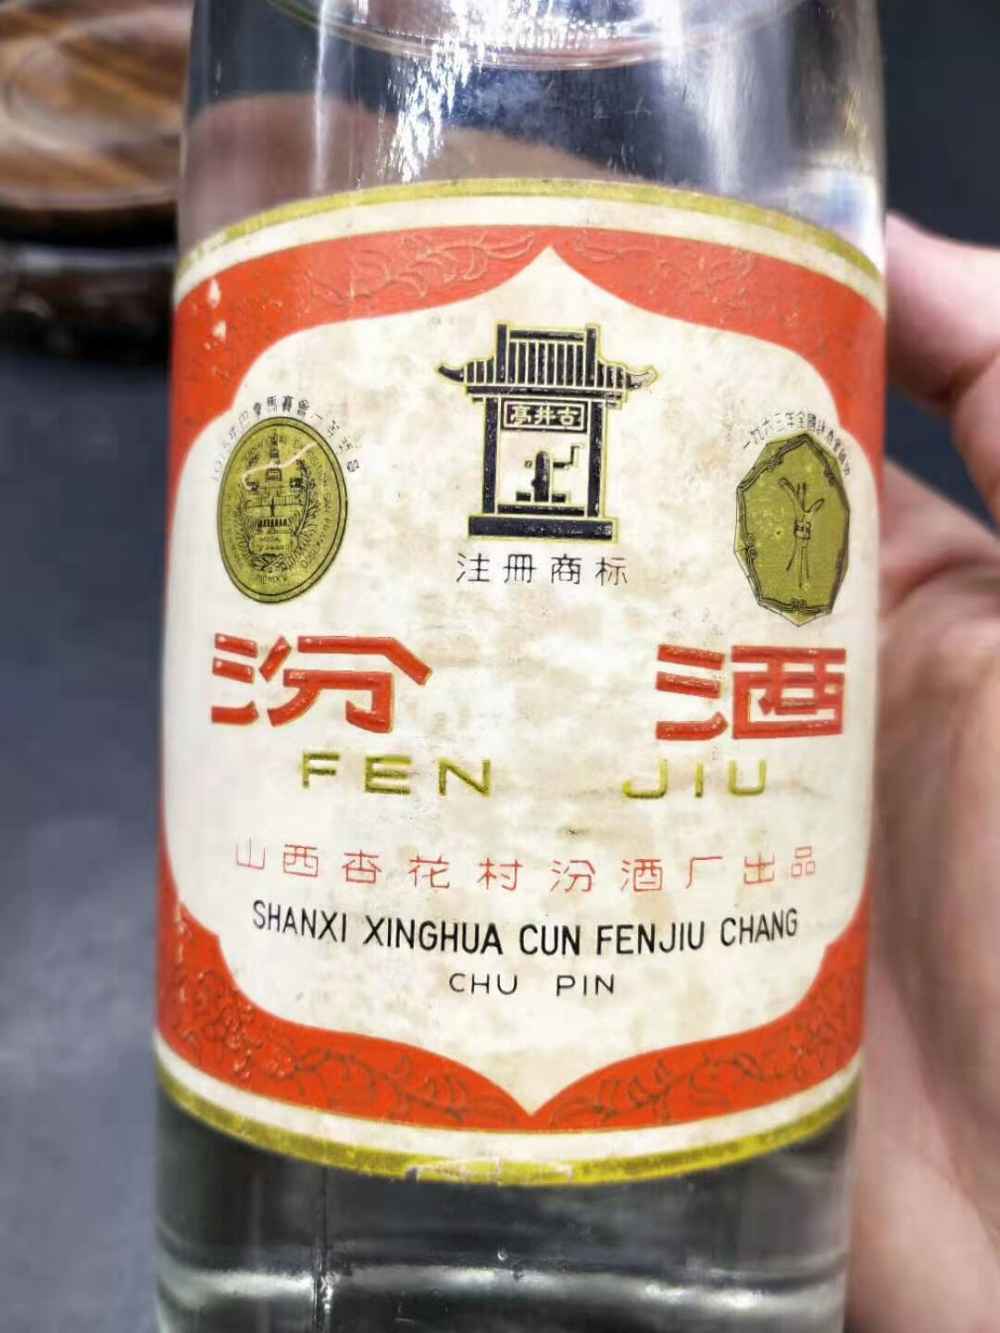 古井亭
注册商标
汾酒
FEN JIU
山西杏花村汾酒厂出品
SHANXI XINGHUA CUN FENJIU CHANG
CHU PIN